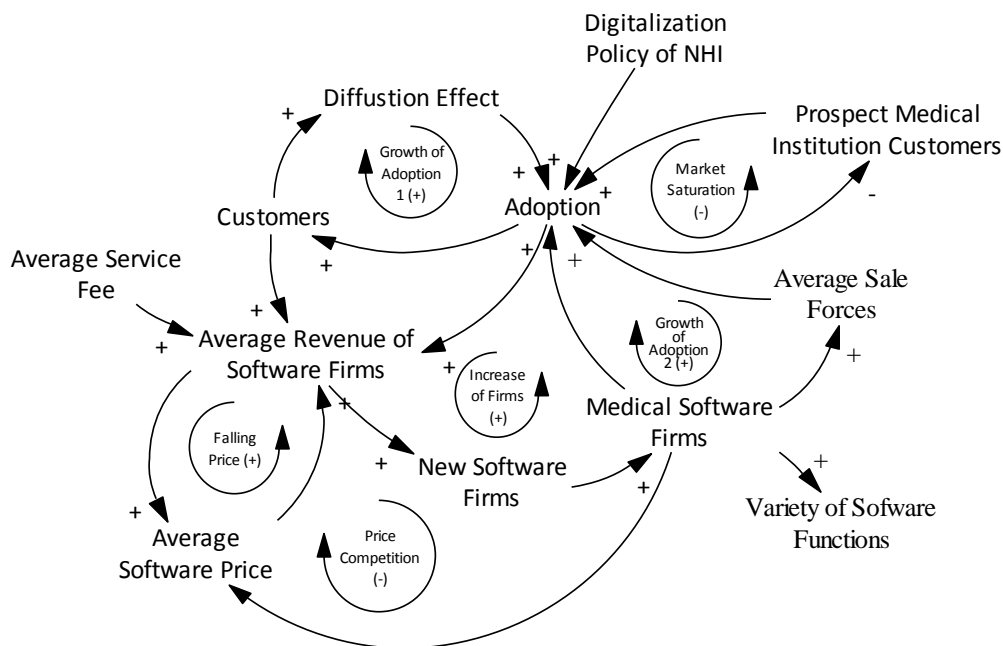 Digitalization
Policy of NHI
Diffustion Effect
Prospect Medical
Institution Customers
+
Growth of
Adoption
1 (+)
+
+
+
+
Market
Saturation
(-)
-
Customers
Adoption
+
+
+
Average Service
Fee
Average Sale
Forces
+
+
Average Revenue of
Software Firms
+
Growth
of
Adoption
2 (+)
+
Increase
of Firms
(+)
+
Medical Software
Firms
Falling
Price (+)
+
New Software
Firms
+
+
Variety of Sofware
Functions
+
Average
Software Price
Price
Competition
(-)